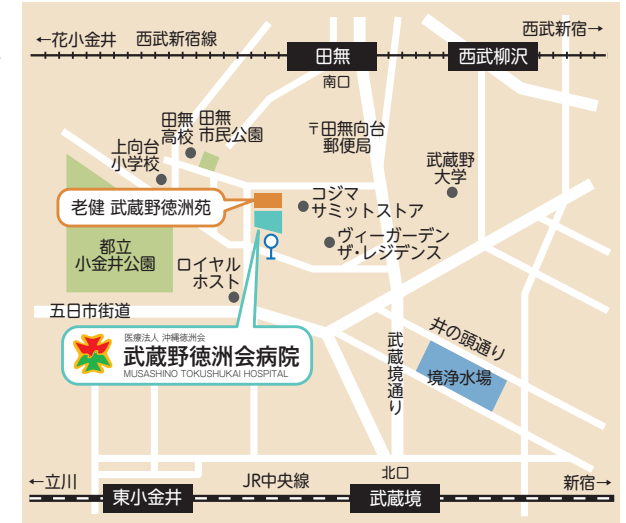 ←花小金井
西武新宿線
西武新宿→
田無
西武柳沢
南口
田無
高校
田無
市民公園
〒田無向台
郵便局
上向台
小学校
武蔵野
大学
老健 武蔵野徳洲苑
コジマ
サミットストア
ヴィーガーデン
ザ・レジデンス
都立
小金井公園
ロイヤル
ホスト
五日市街道
医療法人 沖縄徳洲会
武蔵野徳洲会病院
MUSASHINO TOKUSHUKAI HOSPITAL
武蔵境通り
井の頭通り
境浄水場
←立川
JR中央線
北口
新宿→
東小金井
武蔵境